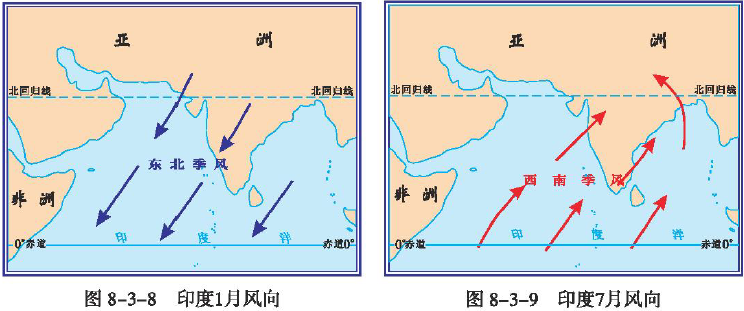 亚 洲
北回归线 北回归线
东 北 季 风
非 洲
印 度 洋
0°赤道 赤道0°
图 8-3-8 印度1月风向
亚 洲
北回归线 北回归线
西 南 季 风
非 洲
印 度 洋
0°赤道 赤道0°
图 8-3-9 印度7月风向